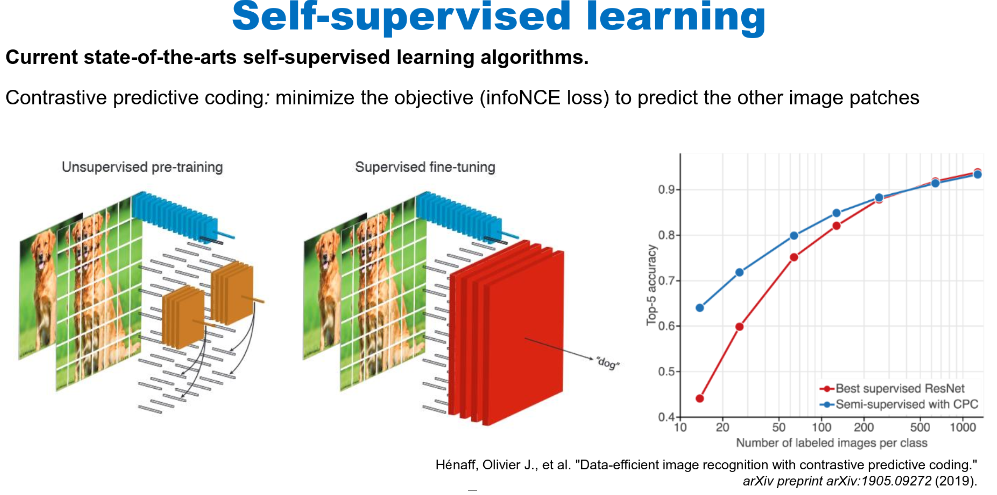 Self-supervised learning
Current state-of-the-arts self-supervised learning algorithms.
Contrastive predictive coding: minimize the objective (infoNCE loss) to predict the other image patches
Unsupervised pre-training
Supervised fine-tuning
"dog"
Top-5 accuracy
0.9
0.8
0.7
0.6
0.5
0.4
Best supervised ResNet
Semi-supervised with CPC
10 20 50 100 200 500 1000
Number of labeled images per class
Hénaff, Olivier J., et al. "Data-efficient image recognition with contrastive predictive coding."
arXiv preprint arXiv:1905.09272 (2019).